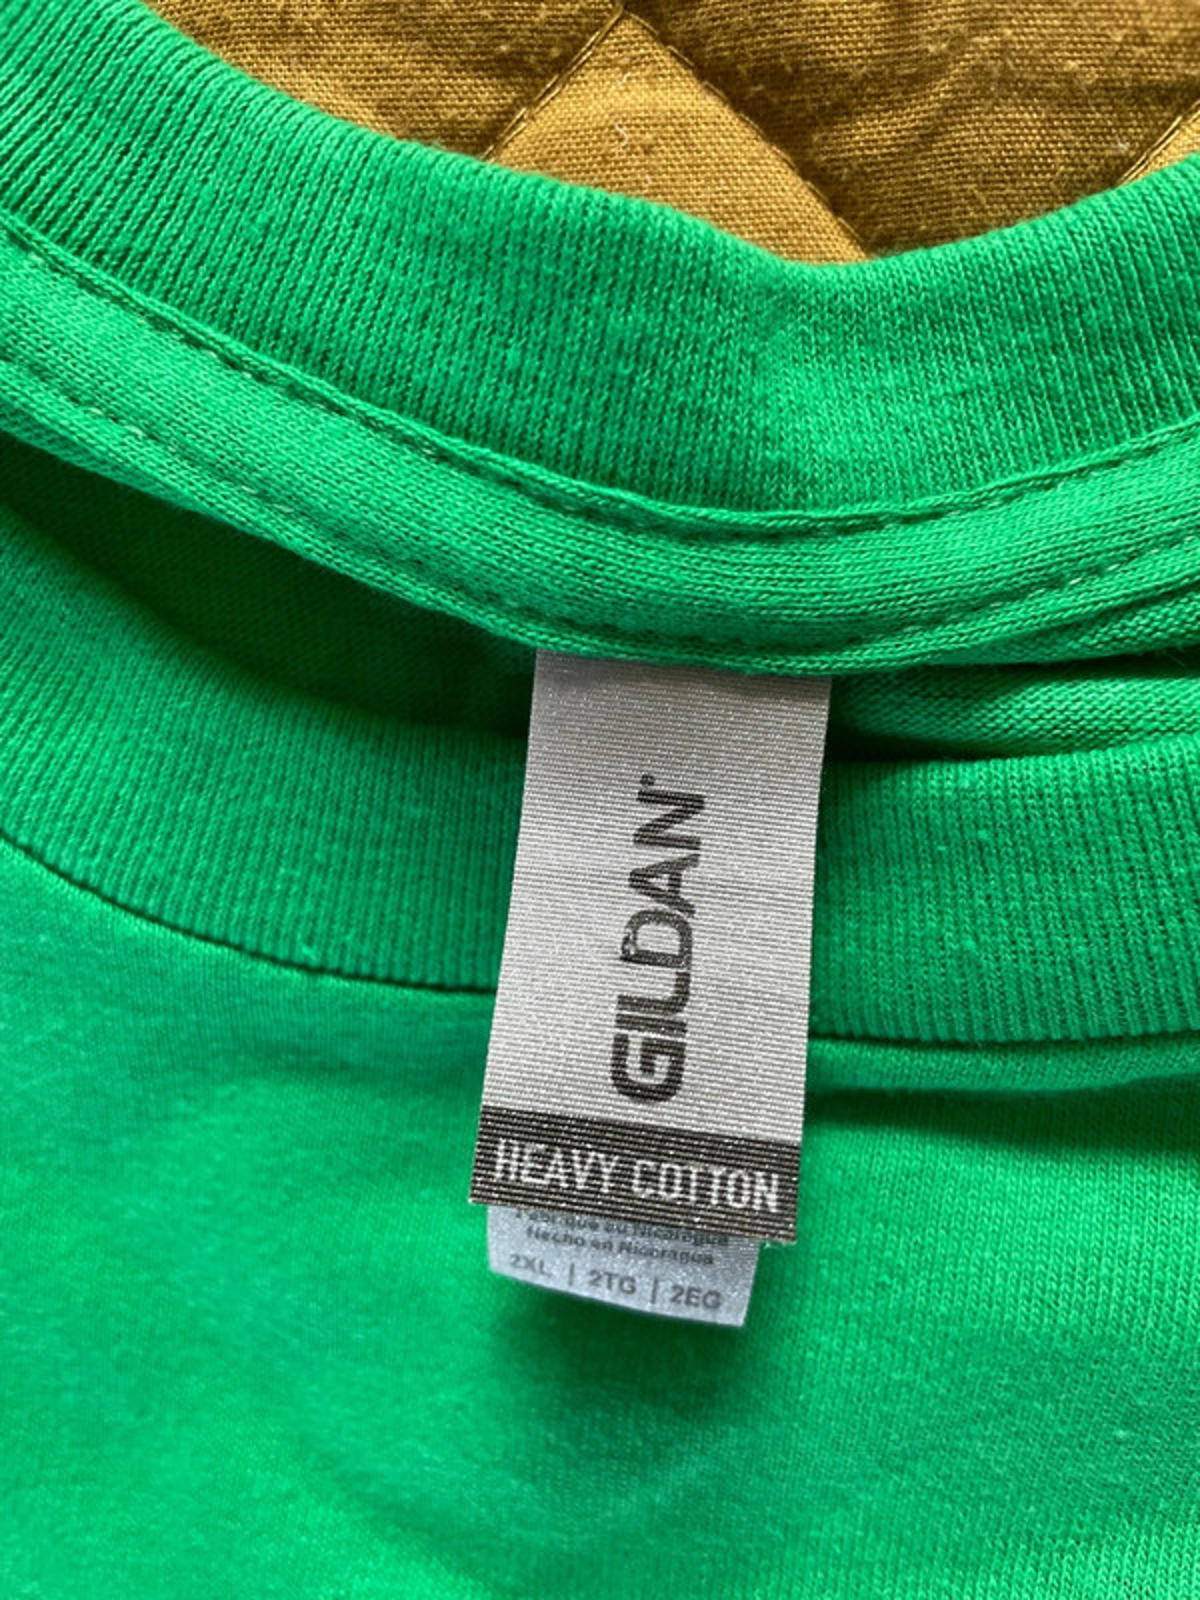 GILDAN®
HEAVY COTTON
Hecho en Nicaragua
2XL | 2TG | 2EG